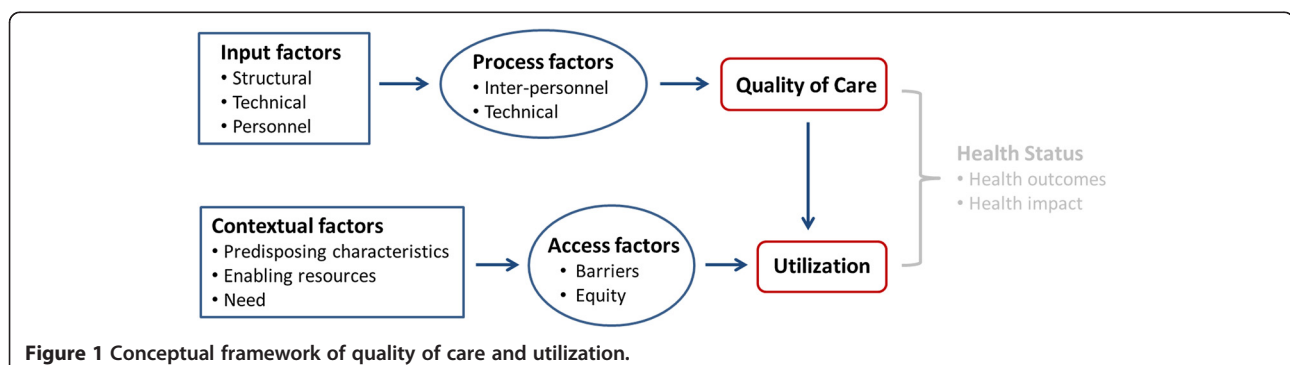 Input factors
• Structural
• Technical
• Personnel
Process factors
• Inter-personnel
• Technical
Quality of Care
Health Status
• Health outcomes
• Health impact
Contextual factors
• Predisposing characteristics
• Enabling resources
• Need
Access factors
• Barriers
• Equity
Utilization
Figure 1 Conceptual framework of quality of care and utilization.